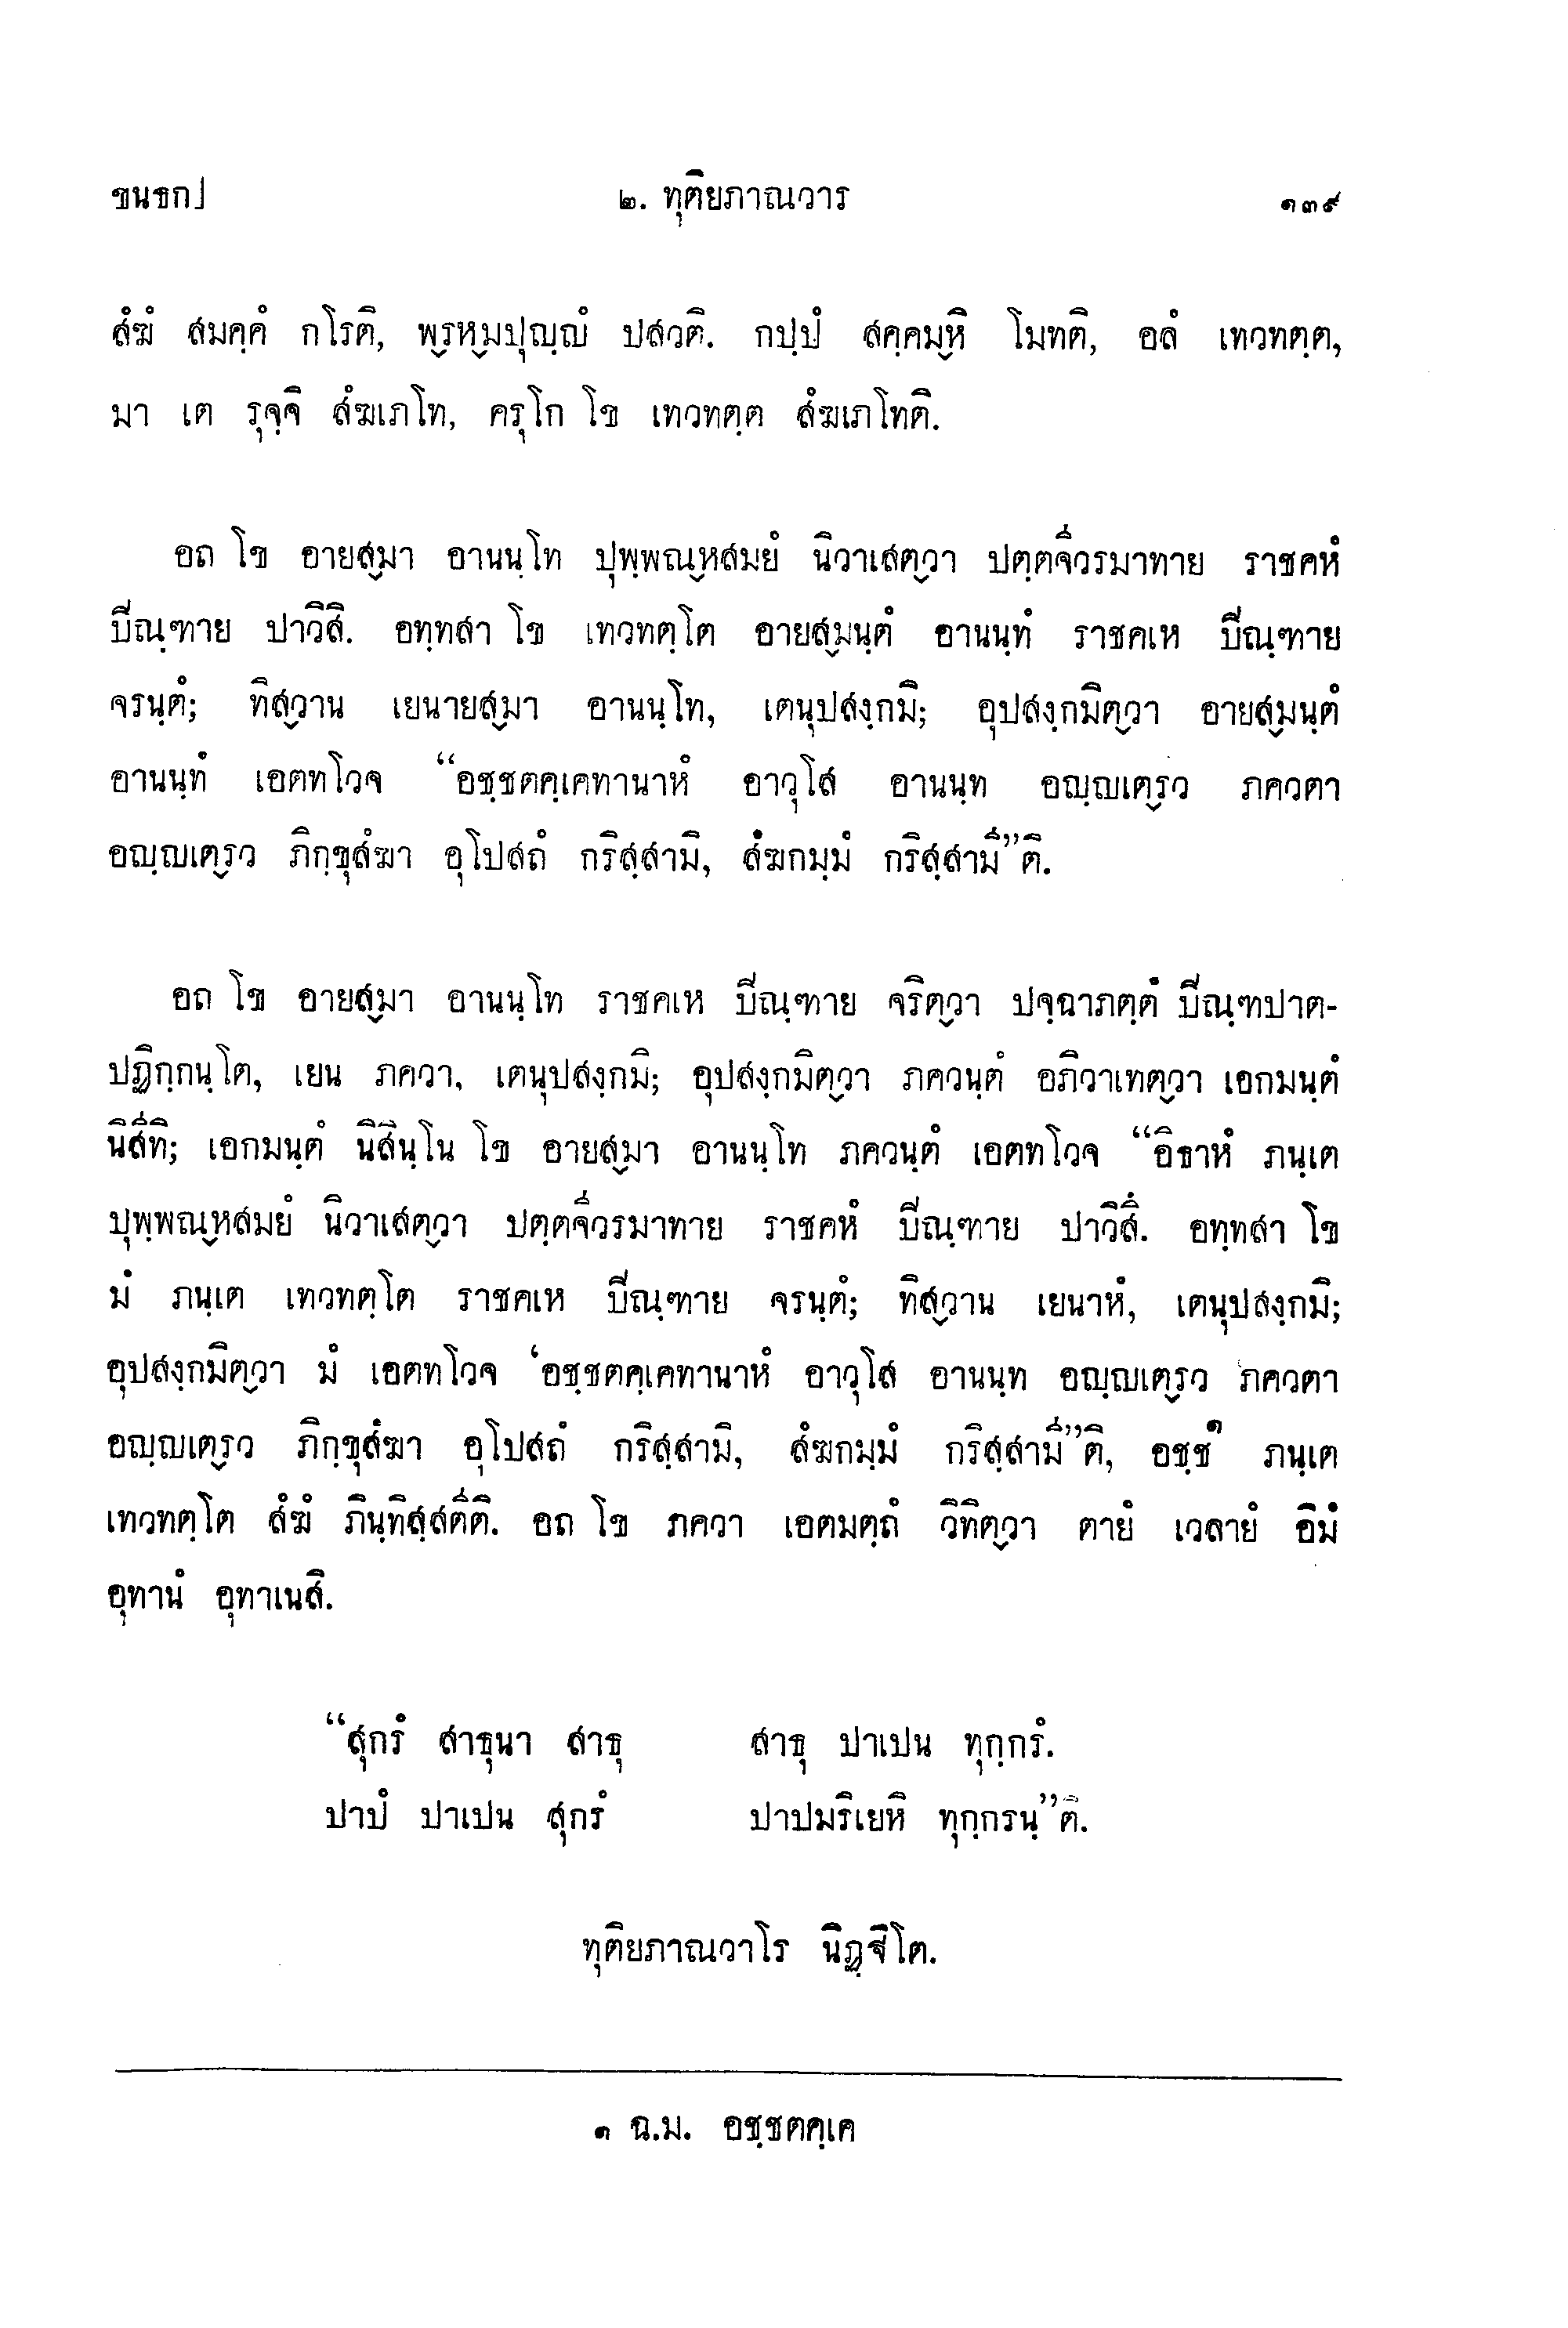 ขนธก] ๒. ทุติยภาณวาร ๑๓๙
สํฆํ สมคฺคํ กโรติ, พ๎รห๎มปุญฺญํ ปสวติ. กปฺปํ สคฺคม๎หิ โมทติ, อลํ เทวทตฺต,
มา เต รุจฺจิ สํฆเภโท, ครุโก โข เทวทตฺต สํฆเภโทติ.
อถ โข อายส๎มา อานนฺโท ปุพฺพณ๎หสมยํ นิวาเสต๎วา ปตฺตจีวรมาทาย ราชคหํ
ปิณฺฑาย ปาวิสิ. อทฺทสา โข เทวทตฺโต อายส๎มนฺตํ อานนฺทํ ราชคเห ปิณฺฑาย
จรนฺตํ; ทิส๎วาน เยนายส๎มา อานนฺโท, เตนุปสงฺกมิ; อุปสงฺกมิต๎วา อายส๎มนฺตํ
อานนฺทํ เอตทโวจ “อชฺชตคฺเคทานาหํ อาวุโส อานนฺท อญฺญเต๎รว ภควตา
อญฺญเต๎รว ภิกฺขุสํฆา อุโปสถํ กริสฺสามิ, สํฆกมฺมํ กริสฺสามี”ติ.
อถ โข อายส๎มา อานนฺโท ราชคเห ปิณฺฑาย จริต๎วา ปจฺฉาภตฺตํ ปิณฺฑปาต-
ปฏิกฺกนฺโต, เยน ภควา, เตนุปสงฺกมิ; อุปสงฺกมิต๎วา ภควนฺตํ อภิวาเทต๎วา เอกมนฺตํ
นิสีทิ; เอกมนฺตํ นิสินฺโน โข อายส๎มา อานนฺโท ภควนฺตํ เอตทโวจ “อิธาหํ ภนฺเต
ปุพฺพณ๎หสมยํ นิวาเสต๎วา ปตฺตจีวรมาทาย ราชคหํ ปิณฺฑาย ปาวิสึ. อทฺทสา โข
มํ ภนฺเต เทวทตฺโต ราชคเห ปิณฺฑาย จรนฺตํ; ทิส๎วาน เยนาหํ, เตนุปสงฺกมิ;
อุปสงฺกมิต๎วา มํ เอตทโวจ ‘อชฺชตคฺเคทานาหํ อาวุโส อานนฺท อญฺญเต๎รว ภควตา
อญฺญเต๎รว ภิกฺขุสํฆา อุโปสถํ กริสฺสามิ, สํฆกมฺมํ กริสฺสามี”ติ, อชฺชํ๑ ภนฺเต
เทวทตฺโต สํฆํ ภินฺทิสฺสตีติ. อถ โข ภควา เอตมตฺถํ วิทิต๎วา ตายํ เวลายํ อิมํ
อุทานํ อุทาเนสิ.
“สุกรํ สาธุนา สาธุ สาธุ ปาเปน ทุกฺกรํ.
ปาปํ ปาเปน สุกรํ ปาปมริเยหิ ทุกฺกรนฺ”ติ.
ทุติยภาณวาโร นิฏฺฐิโต.
๑ ฉ.ม. อชฺชตคฺเค